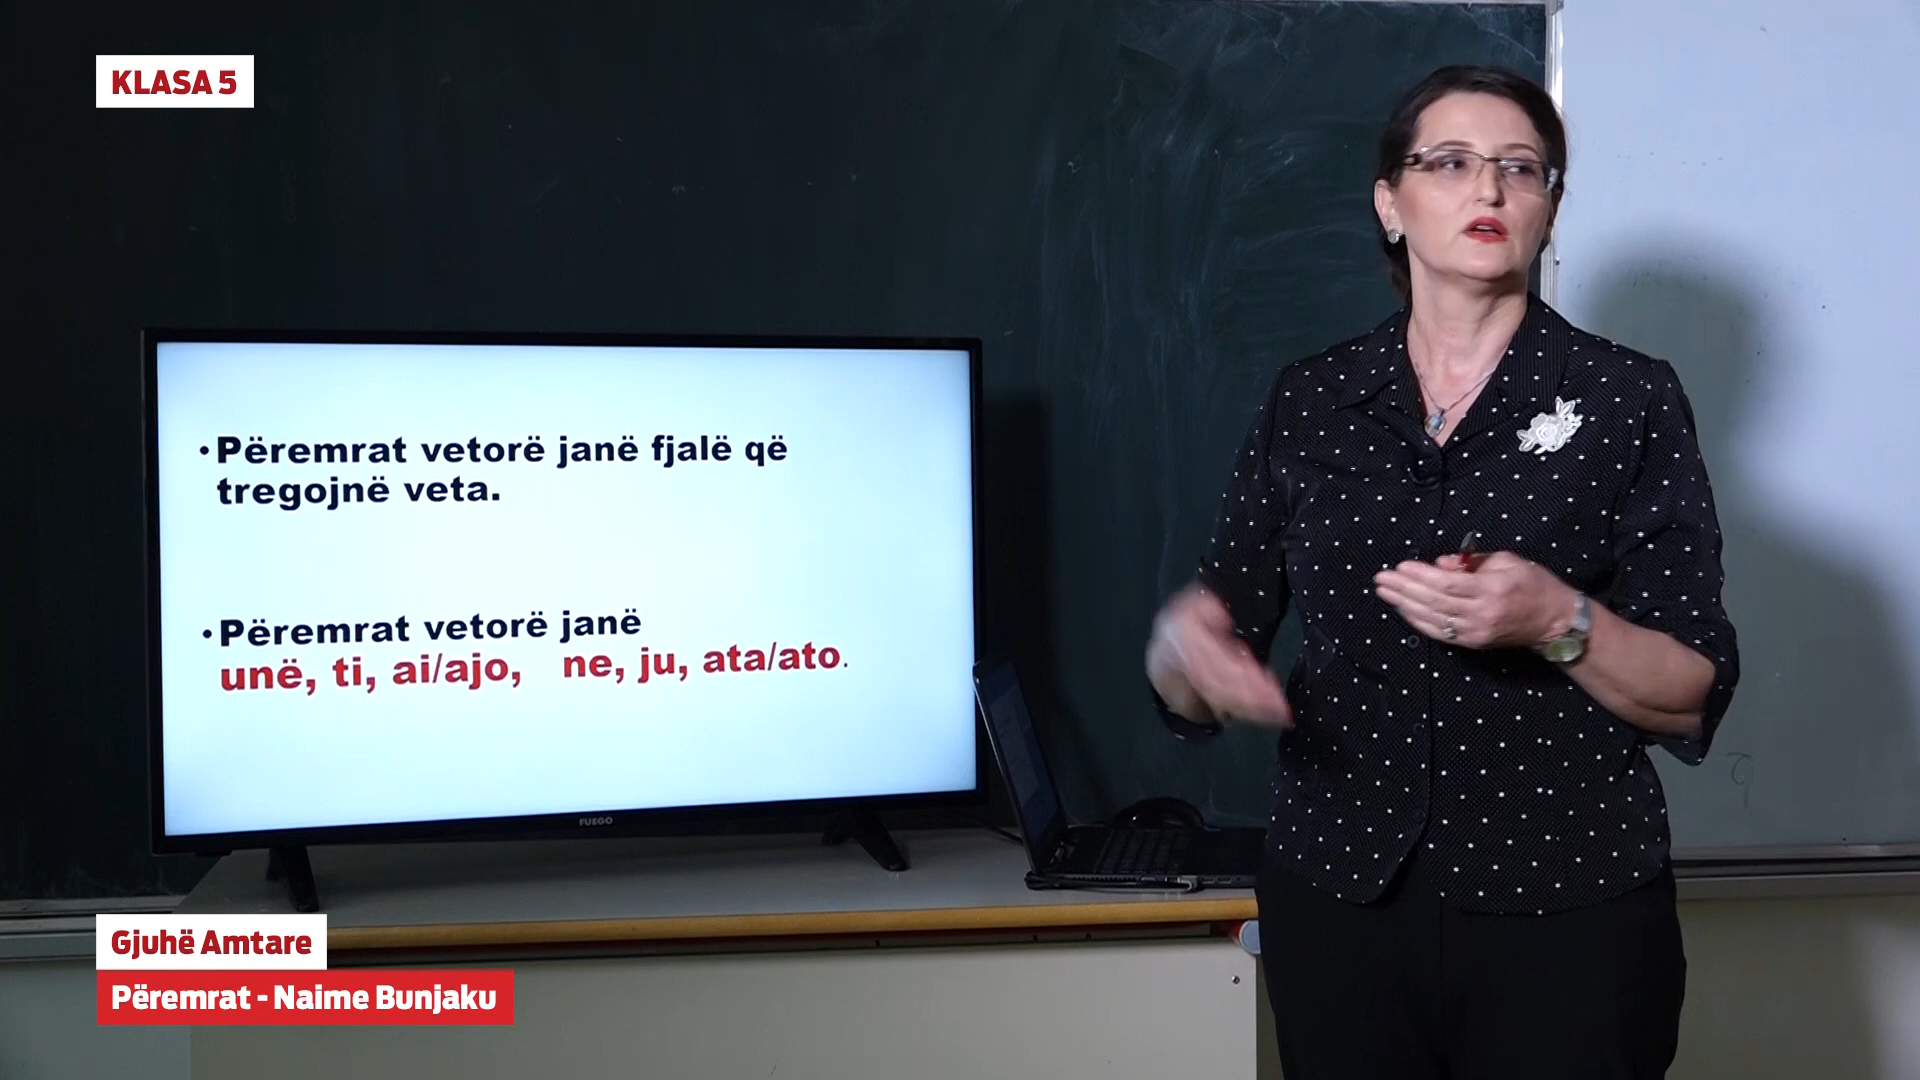 KLASA 5
• Përemrat vetorë janë fjalë që
tregojnë veta.
• Përemrat vetorë janë
unë, ti, ai/ajo, ne, ju, ata/ato.
FUEGO
Gjuhë Amtare
Përemrat - Naime Bunjaku